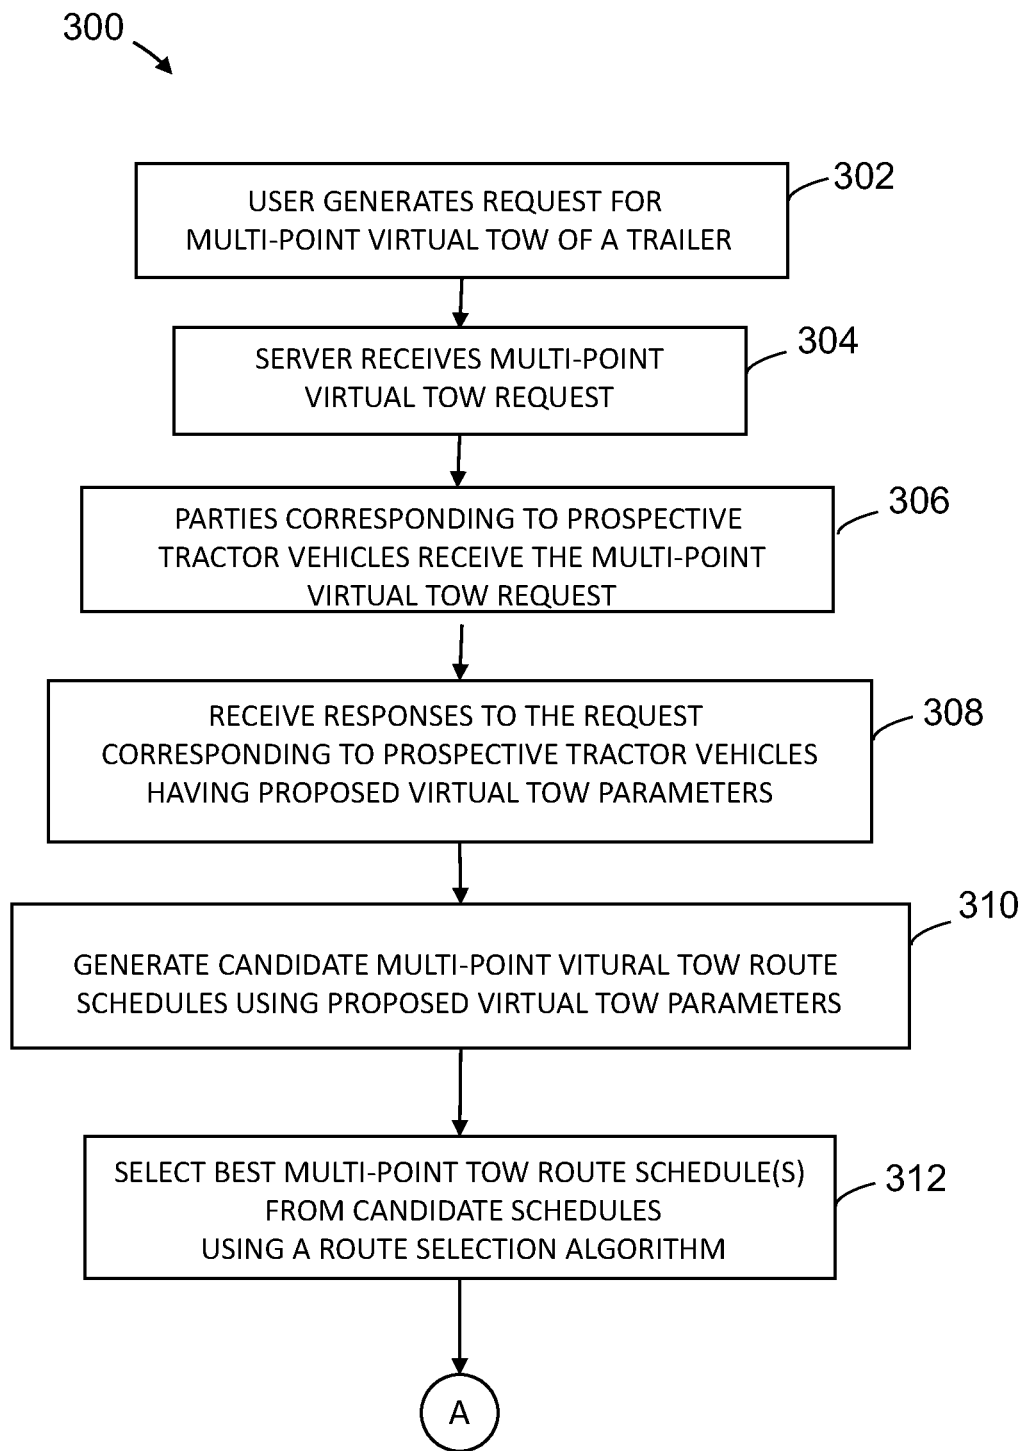 300
302
USER GENERATES REQUEST FOR
MULTI-POINT VIRTUAL TOW OF A TRAILER
304
SERVER RECEIVES MULTI-POINT
VIRTUAL TOW REQUEST
306
PARTIES CORRESPONDING TO PROSPECTIVE
TRACTOR VEHICLES RECEIVE THE MULTI-POINT
VIRTUAL TOW REQUEST
308
RECEIVE RESPONSES TO THE REQUEST
CORRESPONDING TO PROSPECTIVE TRACTOR VEHICLES
HAVING PROPOSED VIRTUAL TOW PARAMETERS
310
GENERATE CANDIDATE MULTI-POINT VITURAL TOW ROUTE
SCHEDULES USING PROPOSED VIRTUAL TOW PARAMETERS
312
SELECT BEST MULTI-POINT TOW ROUTE SCHEDULE(S)
FROM CANDIDATE SCHEDULES
USING A ROUTE SELECTION ALGORITHM
A